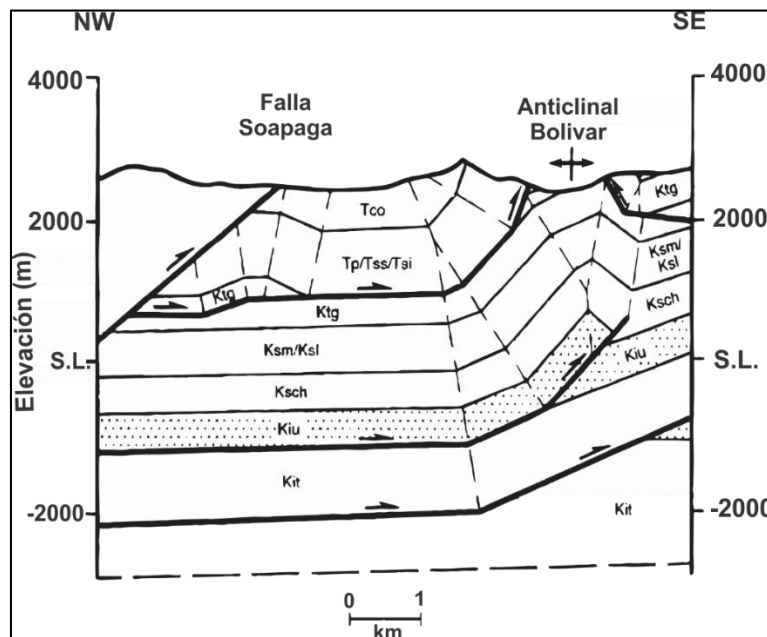 NW
SE
4000
4000
Falla
Soapaga
Anticlinal
Bolivar
Ktg
2000
2000
Tco
Tp/Tss/Tsi
Ksm/
Ksl
Ktg
Ktg
Ksch
Ksm/Ksl
Elevación (m)
S.L.
S.L.
Kiu
Ksch
Kiu
Kit
-2000
-2000
Kit
0 1
km